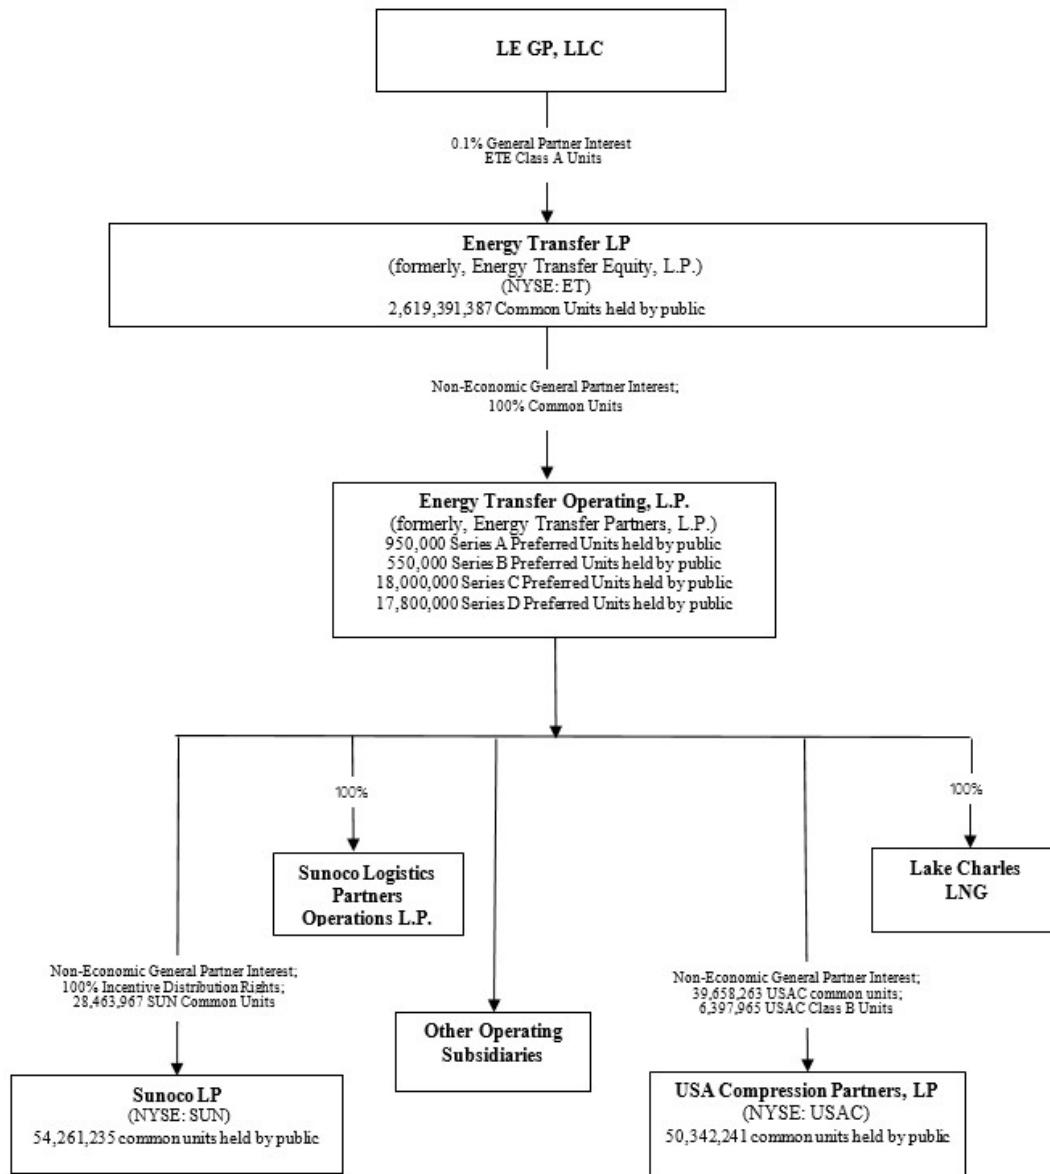 LE GP, LLC
0.1% General Partner Interest
ETE Class A Units
Energy Transfer LP
(formerly, Energy Transfer Equity, L.P.)
(NYSE: ET)
2,619,391,387 Common Units held by public
Non-Economic General Partner Interest;
100% Common Units
Energy Transfer Operating, L.P.
(formerly, Energy Transfer Partners, L.P.)
950,000 Series A Preferred Units held by public
550,000 Series B Preferred Units held by public
18,000,000 Series C Preferred Units held by public
17,800,000 Series D Preferred Units held by public
100%
100%
Sunoco Logistics
Partners
Operations L.P.
Lake Charles
LNG
Non-Economic General Partner Interest;
100% Incentive Distribution Rights;
28,463,967 SUN Common Units
Non-Economic General Partner Interest;
39,658,263 USAC common units;
6,397,965 USAC Class B Units
Other Operating
Subsidiaries
Sunoco LP
(NYSE: SUN)
54,261,235 common units held by public
USA Compression Partners, LP
(NYSE: USAC)
50,342,241 common units held by public